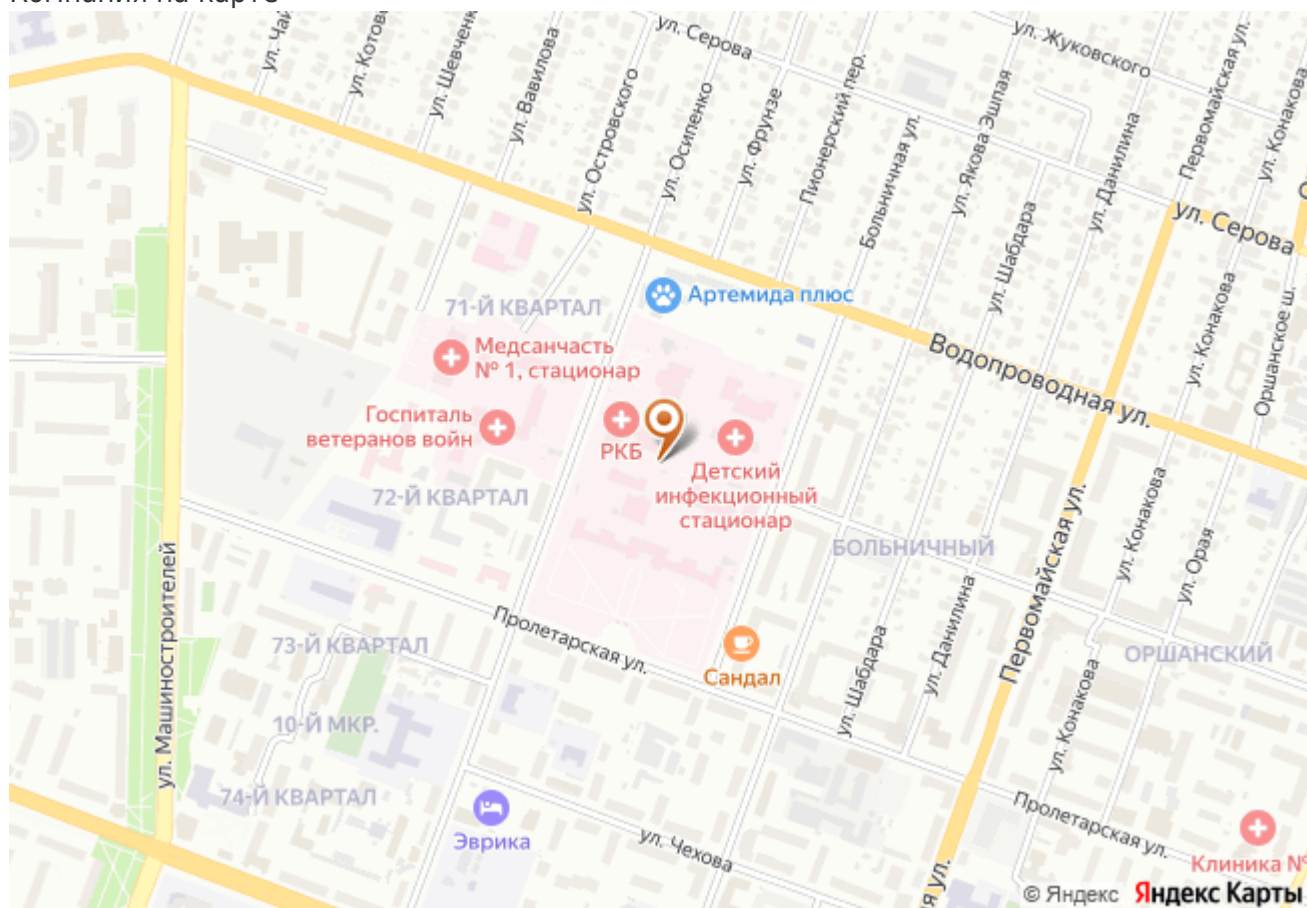 ул. Серова
ул. Жуковского
Первомайская ул.
ул. Конакова
ул. Вавилова
ул. Островского
ул. Осипенко
ул. Фрунзе
Пионерский пер.
Больничная ул.
ул. Якова Эшпая
ул. Шабдара
ул. Данилина
ул. Серова
71-Й КВАРТАЛ
Артемида плюс
ул. Конакова
Оршанское ш.
Медсанчасть
№ 1, стационар
Водопроводная ул.
Госпиталь
ветеранов войн
РКБ
Детский
инфекционный
стационар
72-Й КВАРТАЛ
БОЛЬНИЧНЫЙ
Первомайская ул.
ул. Конакова
ул. Орая
ул. Машиностроителей
73-Й КВАРТАЛ
Пролетарская ул.
Сандал
ул. Шабдара
ул. Данилина
ОРШАНСКИЙ
10-Й МКР.
ул. Конакова
74-Й КВАРТАЛ
Эврика
ул. Чехова
Пролетарская ул.
Клиника №
ул.
© Яндекс Яндекс Карты